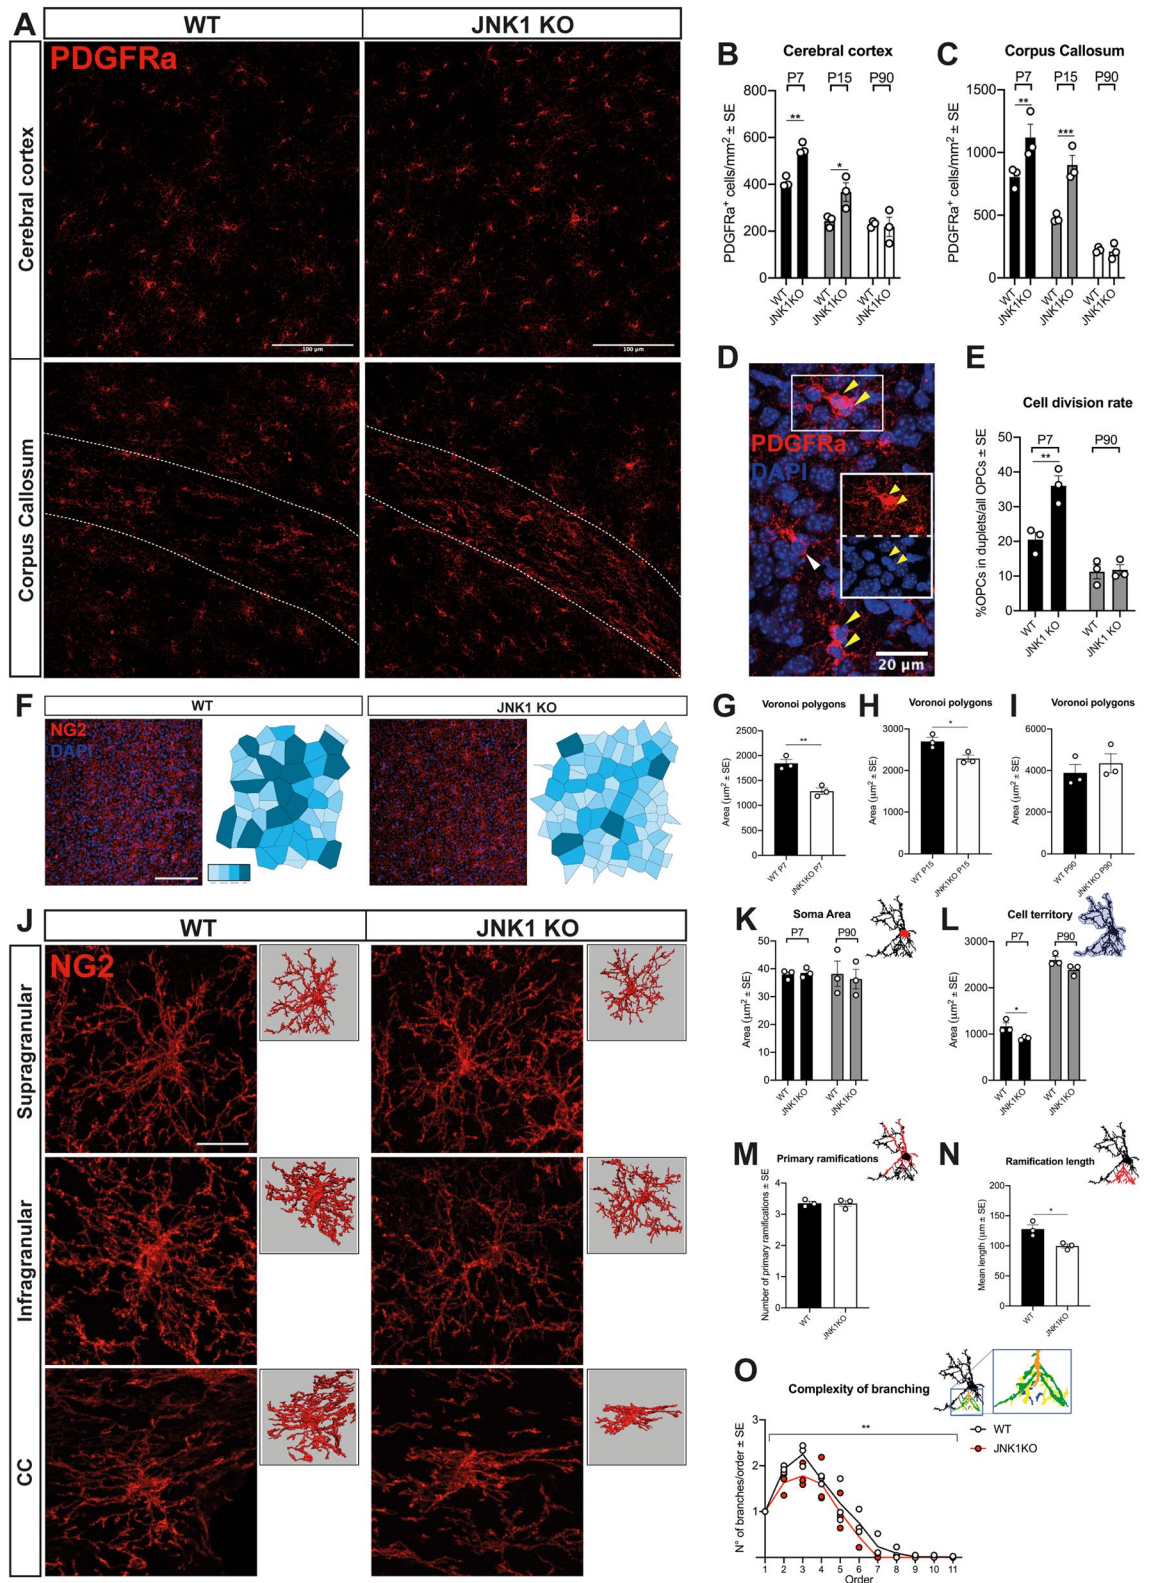 A
WT
JNK1 KO
PDGFRa
Cerebral cortex
100 µm
100 µm
Corpus Callosum
B
Cerebral cortex
P7
P15
P90
PDGFRa+ cells/mm² ± SE
800
600
400
200
0
**
*
WT
JNK1KO
WT
JNK1KO
WT
JNK1KO
C
Corpus Callosum
P7
P15
P90
PDGFRa+ cells/mm² ± SE
1500
1000
500
0
**
***
WT
JNK1KO
WT
JNK1KO
WT
JNK1KO
D
PDGFRa
DAPI
20 µm
E
Cell division rate
P7
P90
%OPCs in duplets/all OPCs ± SE
50
40
30
20
10
0
**
WT
JNK1 KO
WT
JNK1 KO
F
WT
JNK1 KO
NG2
DAPI
G
Voronoi polygons
Area (µm² ± SE)
2500
2000
1500
1000
500
0
**
WT P7
JNK1KO P7
H
Voronoi polygons
Area (µm² ± SE)
3000
2000
1000
0
*
WT P15
JNK1KO P15
I
Voronoi polygons
Area (µm² ± SE)
6000
4000
2000
0
WT P90
JNK1KO P90
J
WT
JNK1 KO
NG2
Supragranular
Infragranular
CC
K
Soma Area
P7
P90
Area (µm² ± SE)
50
40
30
20
10
0
WT
JNK1KO
WT
JNK1KO
L
Cell territory
P7
P90
Area (µm² ± SE)
3000
2000
1000
0
*
WT
JNK1KO
WT
JNK1KO
M
Primary ramifications
Number of primary ramifications ± SE
4
3
2
1
0
WT
JNK1KO
N
Ramification length
Mean length (µm ± SE)
200
150
100
50
0
*
WT
JNK1KO
O
Complexity of branching
WT
JNK1KO
**
N° of branches/order ± SE
3
2
1
1 2 3 4 5 6 7 8 9 10 11
Order